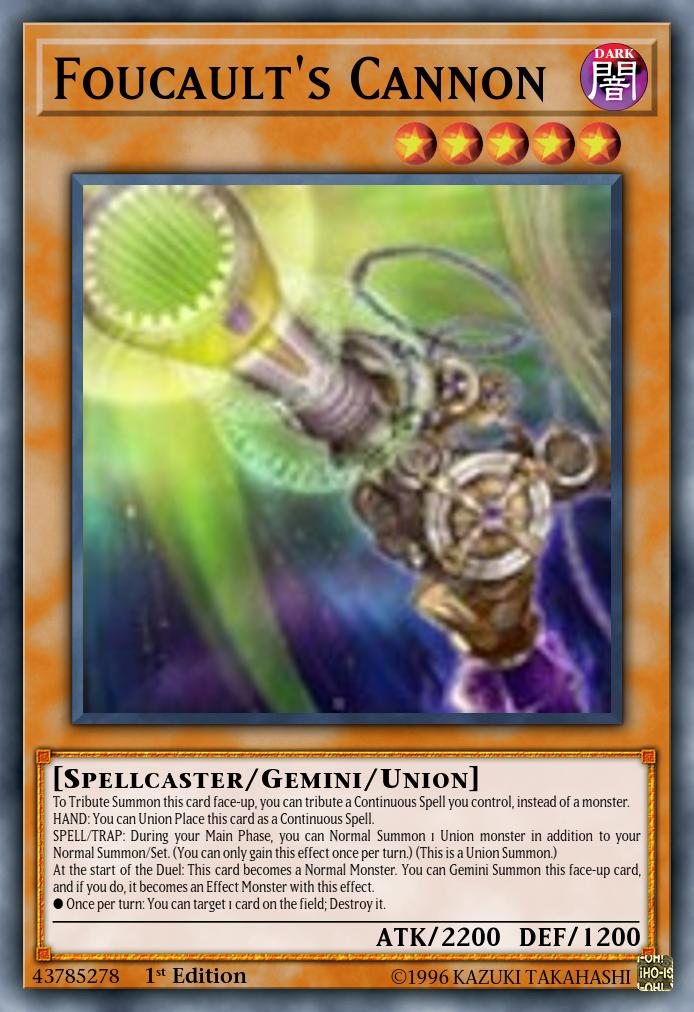 Foucault's Cannon
DARK
闇
[Spellcaster/Gemini/Union]
To Tribute Summon this card face-up, you can tribute a Continuous Spell you control, instead of a monster.
HAND: You can Union Place this card as a Continuous Spell.
SPELL/TRAP: During your Main Phase, you can Normal Summon 1 Union monster in addition to your
Normal Summon/Set. (You can only gain this effect once per turn.) (This is a Union Summon.)
At the start of the Duel: This card becomes a Normal Monster. You can Gemini Summon this face-up card,
and if you do, it becomes an Effect Monster with this effect.
● Once per turn: You can target 1 card on the field; Destroy it.
ATK/2200 DEF/1200
43785278 1st Edition ©1996 KAZUKI TAKAHASHI